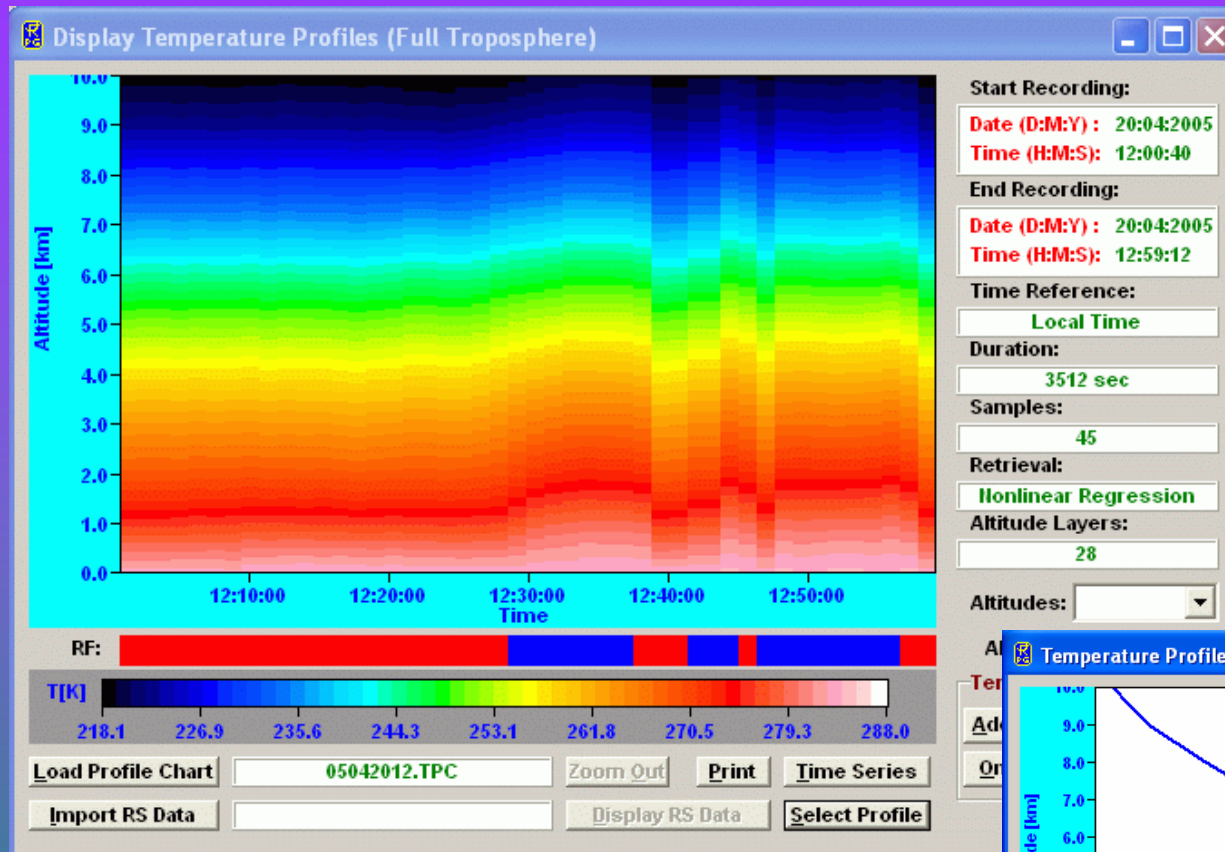 Display Temperature Profiles (Full Troposphere)
10.0
9.0
8.0
7.0
6.0
5.0
4.0
3.0
2.0
1.0
0.0
Altitude [km]
12:10:00 12:20:00 12:30:00 12:40:00 12:50:00
Time
RF:
T[K]
218.1 226.9 235.6 244.3 253.1 261.8 270.5 279.3 288.0
Load Profile Chart 05042012.TPC Zoom Out Print Time Series
Import RS Data Display RS Data Select Profile
Start Recording:
Date (D:M:Y) : 20:04:2005
Time (H:M:S): 12:00:40
End Recording:
Date (D:M:Y) : 20:04:2005
Time (H:M:S): 12:59:12
Time Reference:
Local Time
Duration:
3512 sec
Samples:
45
Retrieval:
Nonlinear Regression
Altitude Layers:
28
Altitudes:
Temperature Profile
10.0
9.0
8.0
7.0
6.0
[km]